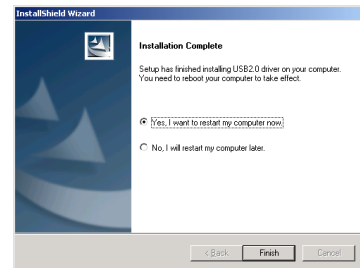 InstallShield Wizard
Installation Complete
Setup has finished installing USB2.0 driver on your computer.
You need to reboot your computer to take effect.
Yes, I want to restart my computer now.
No, I will restart my computer later.
< Back Finish Cancel